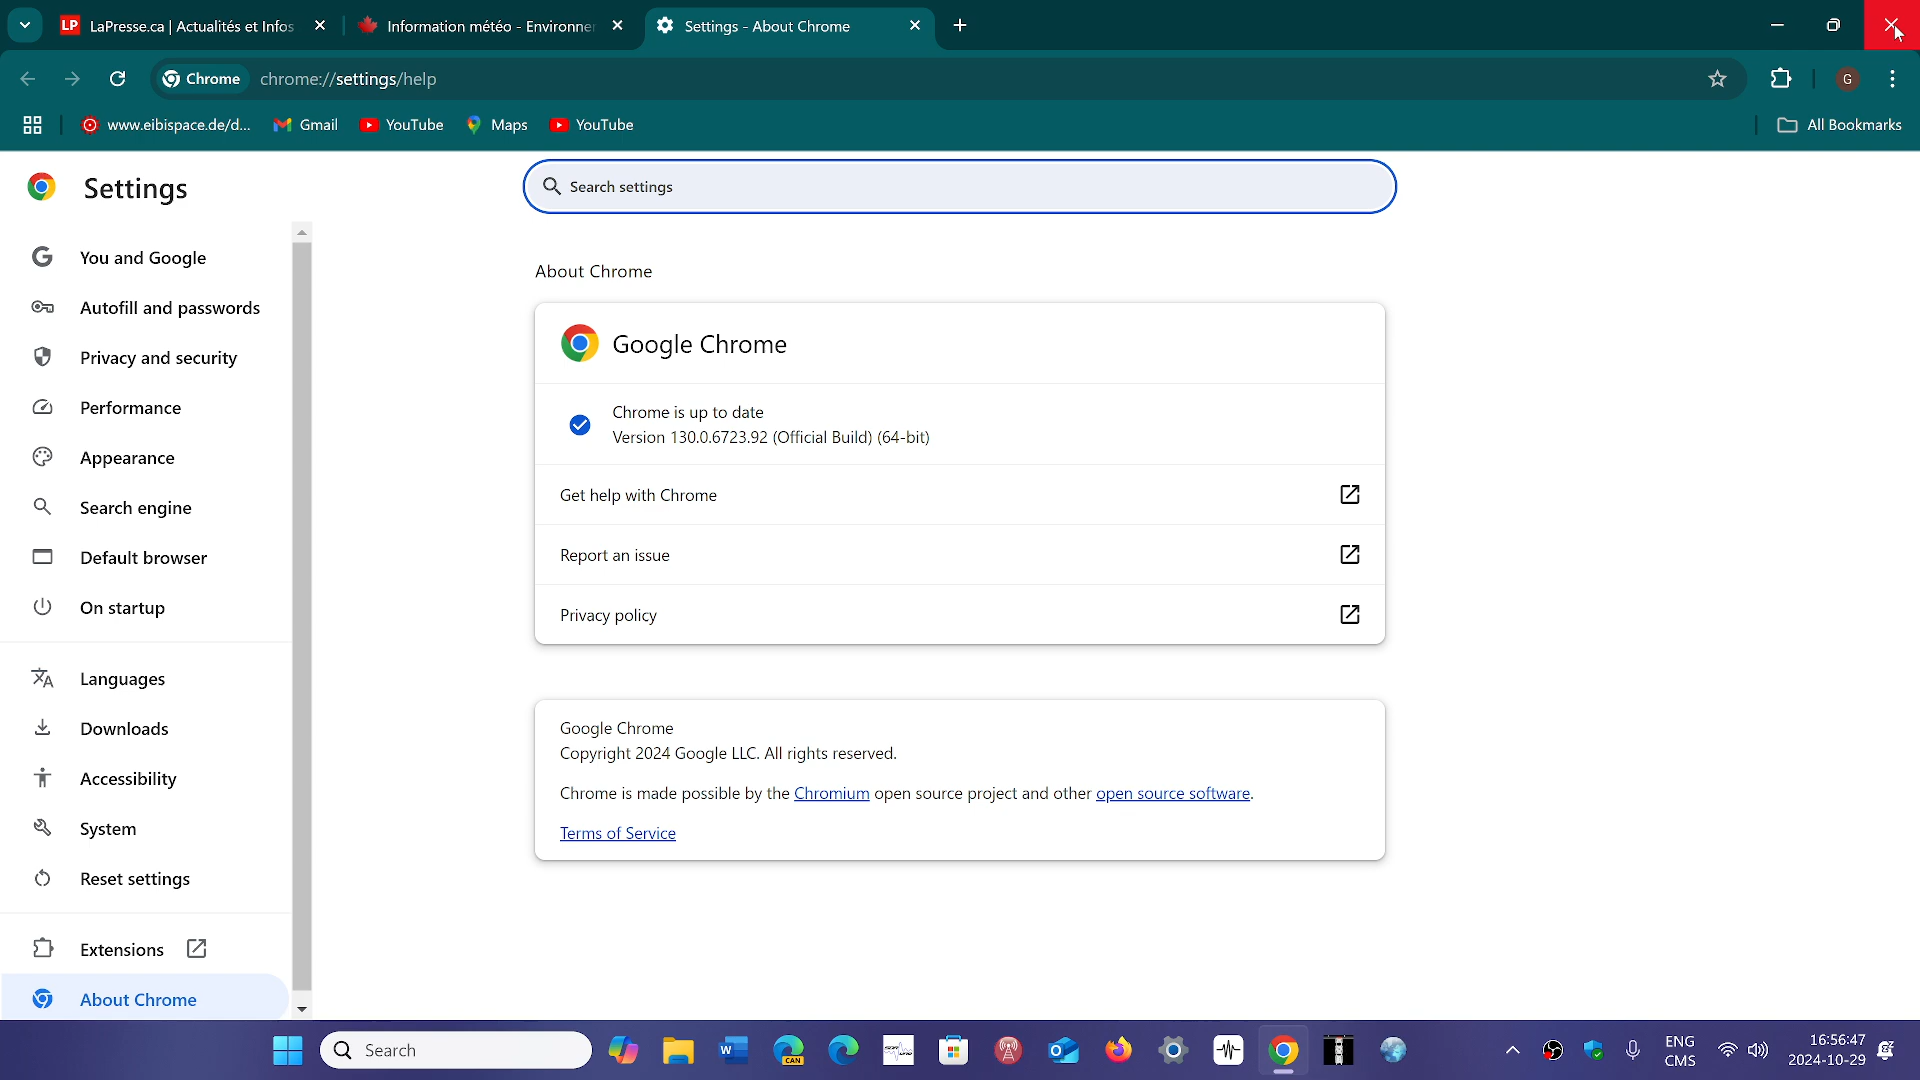 LP LaPresse.ca | Actualités et Infos
Information météo - Environne
Settings - About Chrome
Chrome
chrome://settings/help
G
www.eibispace.de/d...
Gmail
YouTube
Maps
YouTube
All Bookmarks
Settings
Search settings
You and Google
Autofill and passwords
Privacy and security
Performance
Appearance
Search engine
Default browser
On startup
Languages
Downloads
Accessibility
System
Reset settings
Extensions
About Chrome
About Chrome
Google Chrome
Chrome is up to date
Version 130.0.6723.92 (Official Build) (64-bit)
Get help with Chrome
Report an issue
Privacy policy
Google Chrome
Copyright 2024 Google LLC. All rights reserved.
Chrome is made possible by the Chromium open source project and other open source software.
Terms of Service
Search
W
CAN
ENG
CMS
16:56:47
2024-10-29